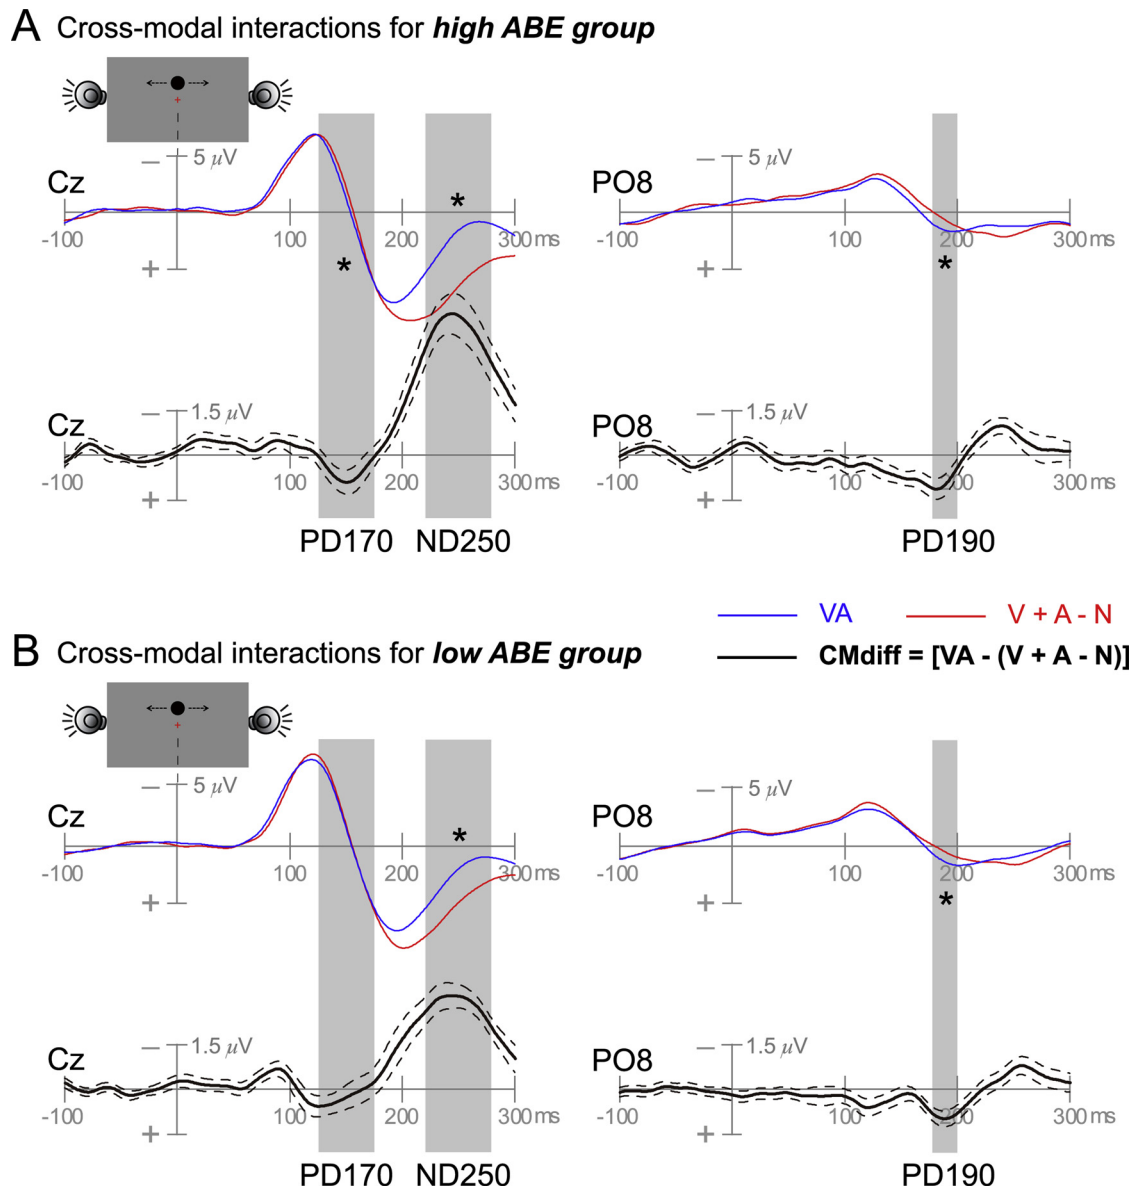 A Cross-modal interactions for high ABE group
Cz
− 5 µV
-100 100 200 300 ms
+
*
*
PO8
− 5 µV
-100 100 200 300 ms
+
*
Cz
− 1.5 µV
-100 100 200 300 ms
+
PD170 ND250
PO8
− 1.5 µV
-100 100 200 300 ms
+
PD190
VA V + A - N
CMdiff = [VA - (V + A - N)]
B Cross-modal interactions for low ABE group
Cz
− 5 µV
-100 100 200 300 ms
+
*
PO8
− 5 µV
-100 100 200 300 ms
+
*
Cz
− 1.5 µV
-100 100 200 300 ms
+
PD170 ND250
PO8
− 1.5 µV
-100 100 200 300 ms
+
PD190